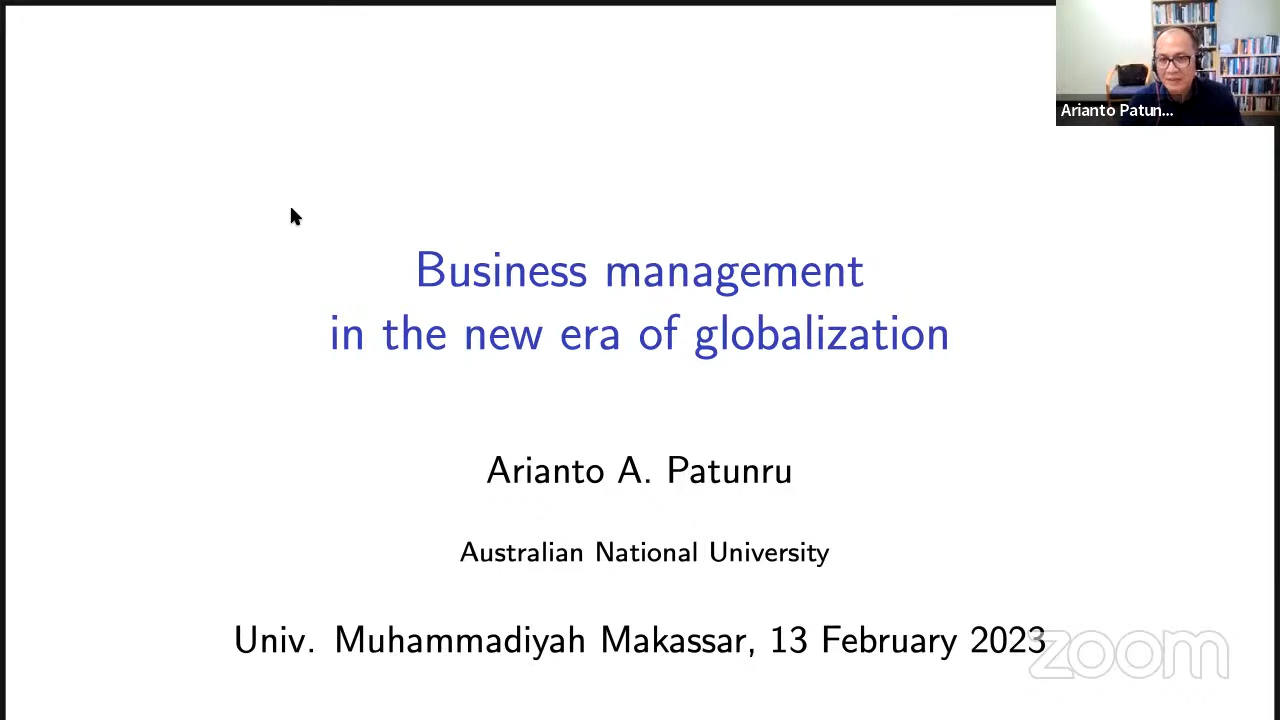 Arianto Patun...
Business management
in the new era of globalization
Arianto A. Patunru
Australian National University
Univ. Muhammadiyah Makassar, 13 February 2023
zoom